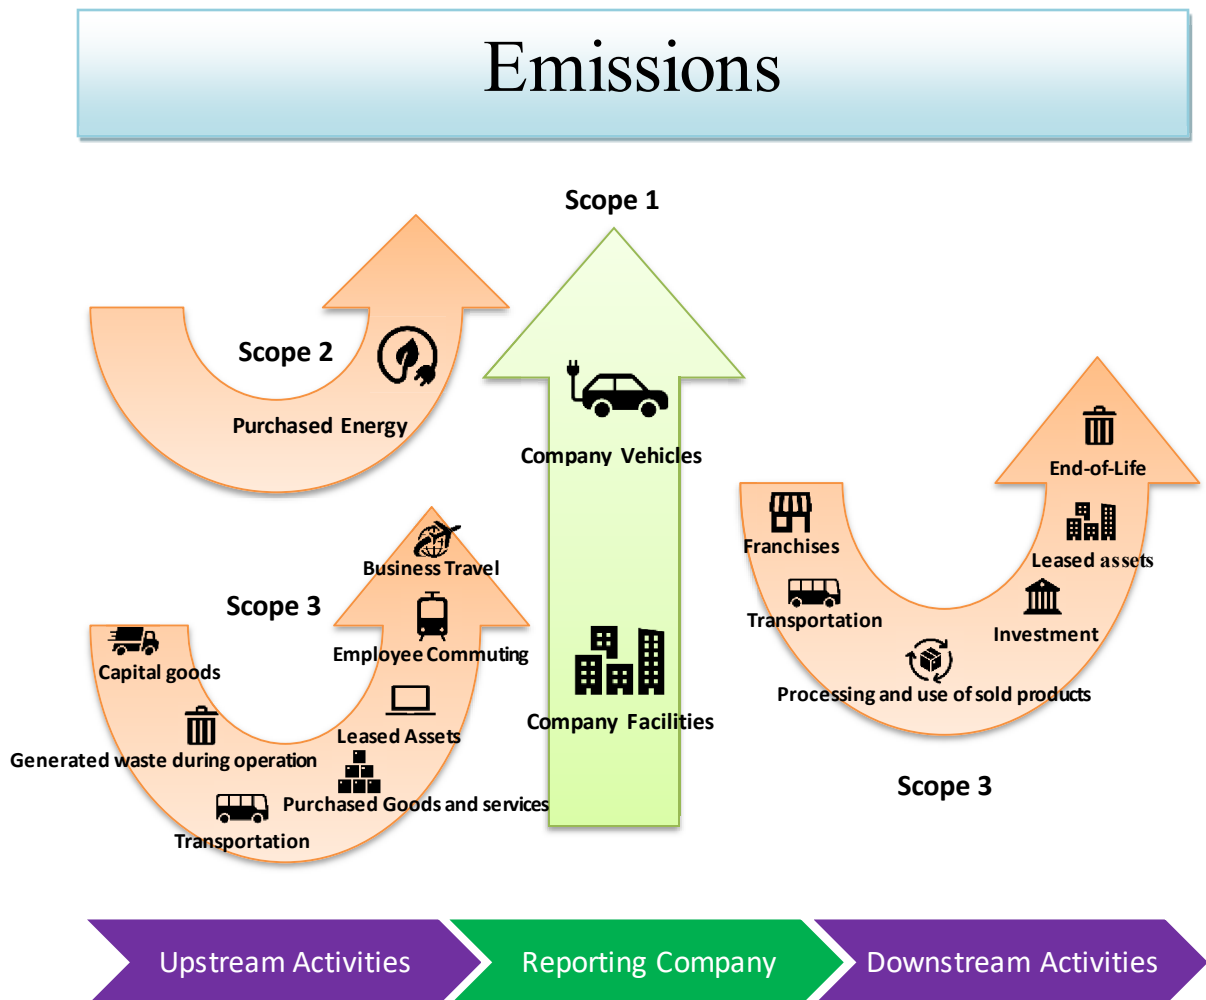 Emissions
Scope 1
Scope 2
Purchased Energy
Company Vehicles
Company Facilities
Scope 3
Business Travel
Employee Commuting
Capital goods
Leased Assets
Generated waste during operation
Purchased Goods and services
Transportation
End-of-Life
Franchises
Leased assets
Transportation
Investment
Processing and use of sold products
Scope 3
Upstream Activities
Reporting Company
Downstream Activities